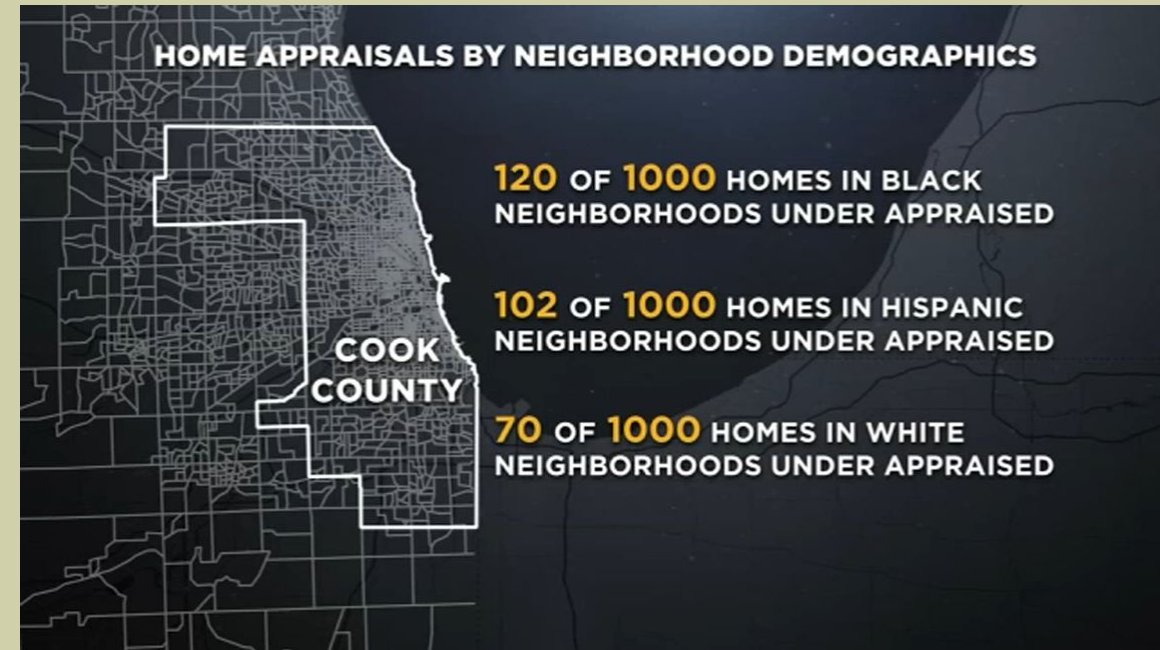 HOME APPRAISALS BY NEIGHBORHOOD DEMOGRAPHICS
120 OF 1000 HOMES IN BLACK
NEIGHBORHOODS UNDER APPRAISED
102 OF 1000 HOMES IN HISPANIC
NEIGHBORHOODS UNDER APPRAISED
COOK
COUNTY
70 OF 1000 HOMES IN WHITE
NEIGHBORHOODS UNDER APPRAISED